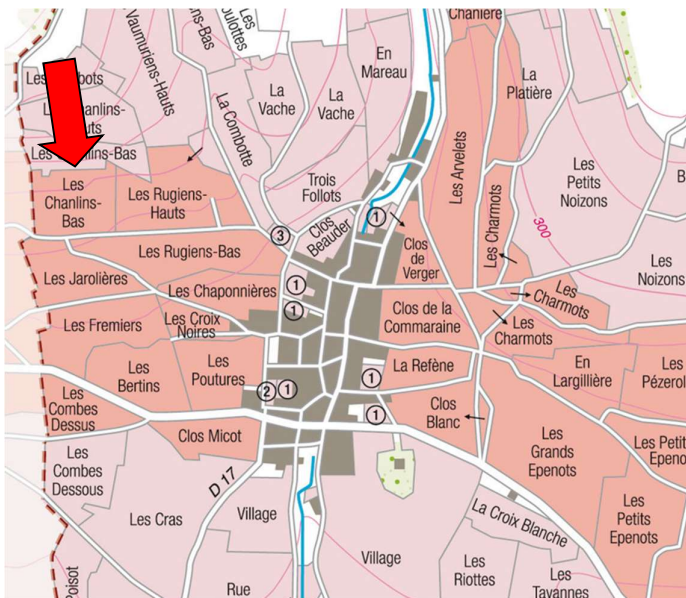 Chanière
Vaumuriens-Hauts
-Bas
La Combotte
La
Vache
La
Vache
En
Mareau
La
Platière
Les Arvelets
Les
Petits
Noizons
300
Les
Noizons
B
Les
Les
-Bas
Les
Chanlins-
Bas
Les Rugiens-
Hauts
Trois
Follots
Clos
Beauder
1
3
Clos
de
Verger
Les Charmots
Les
Charmots
Les
Charmots
Les Rugiens-Bas
Les Jarolières
Les Chaponnières
1
1
Clos de la
Commaraine
Les Fremiers
Les Croix
Noires
Les
Bertins
Les
Poutures
2
1
1
1
La Refène
Clos
Blanc
En
Largillière
Les
Pézerol
Les
Combes
Dessus
Clos Micot
Les
Grands
Epenots
Les Petit
Epeno
Les
Petits
Epenots
Les
Combes
Dessous
Les Cras
D 17
Village
Village
Rue
La Croix Blanche
Les
Riottes
Les
Tavannes
Poisot